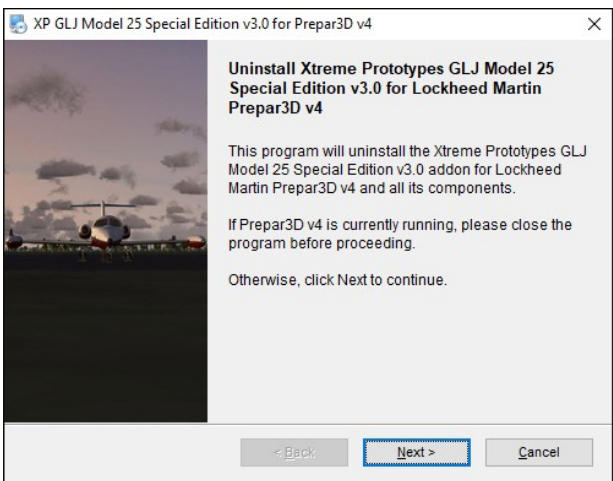 XP GLJ Model 25 Special Edition v3.0 for Prepar3D v4
Uninstall Xtreme Prototypes GLJ Model 25
Special Edition v3.0 for Lockheed Martin
Prepar3D v4
This program will uninstall the Xtreme Prototypes GLJ
Model 25 Special Edition v3.0 addon for Lockheed
Martin Prepar3D v4 and all its components.
If Prepar3D v4 is currently running, please close the
program before proceeding.
Otherwise, click Next to continue.
< Back
Next >
Cancel